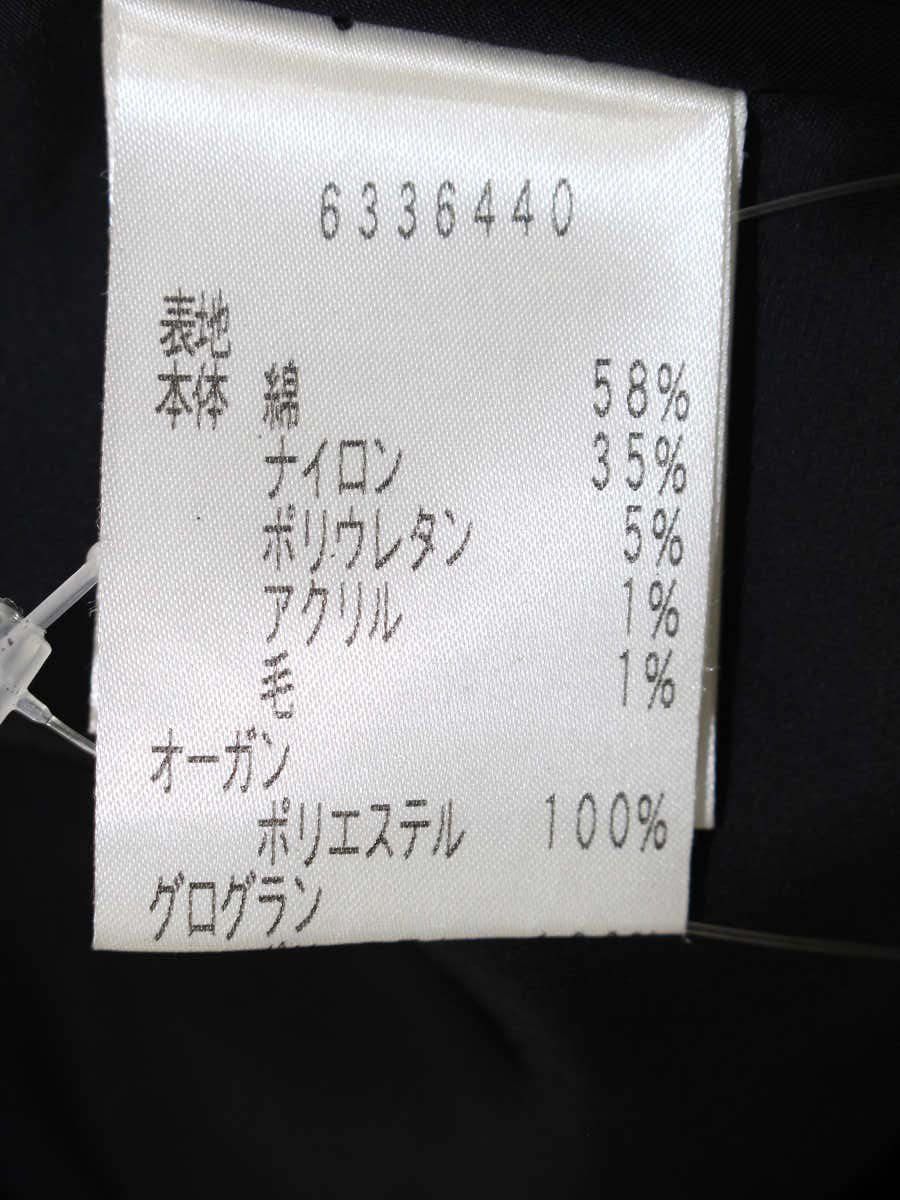 6336440
表地
本体 綿 58%
ナイロン 35%
ポリウレタン 5%
アクリル 1%
毛 1%
オーガン
ポリエステル 100%
グログラン